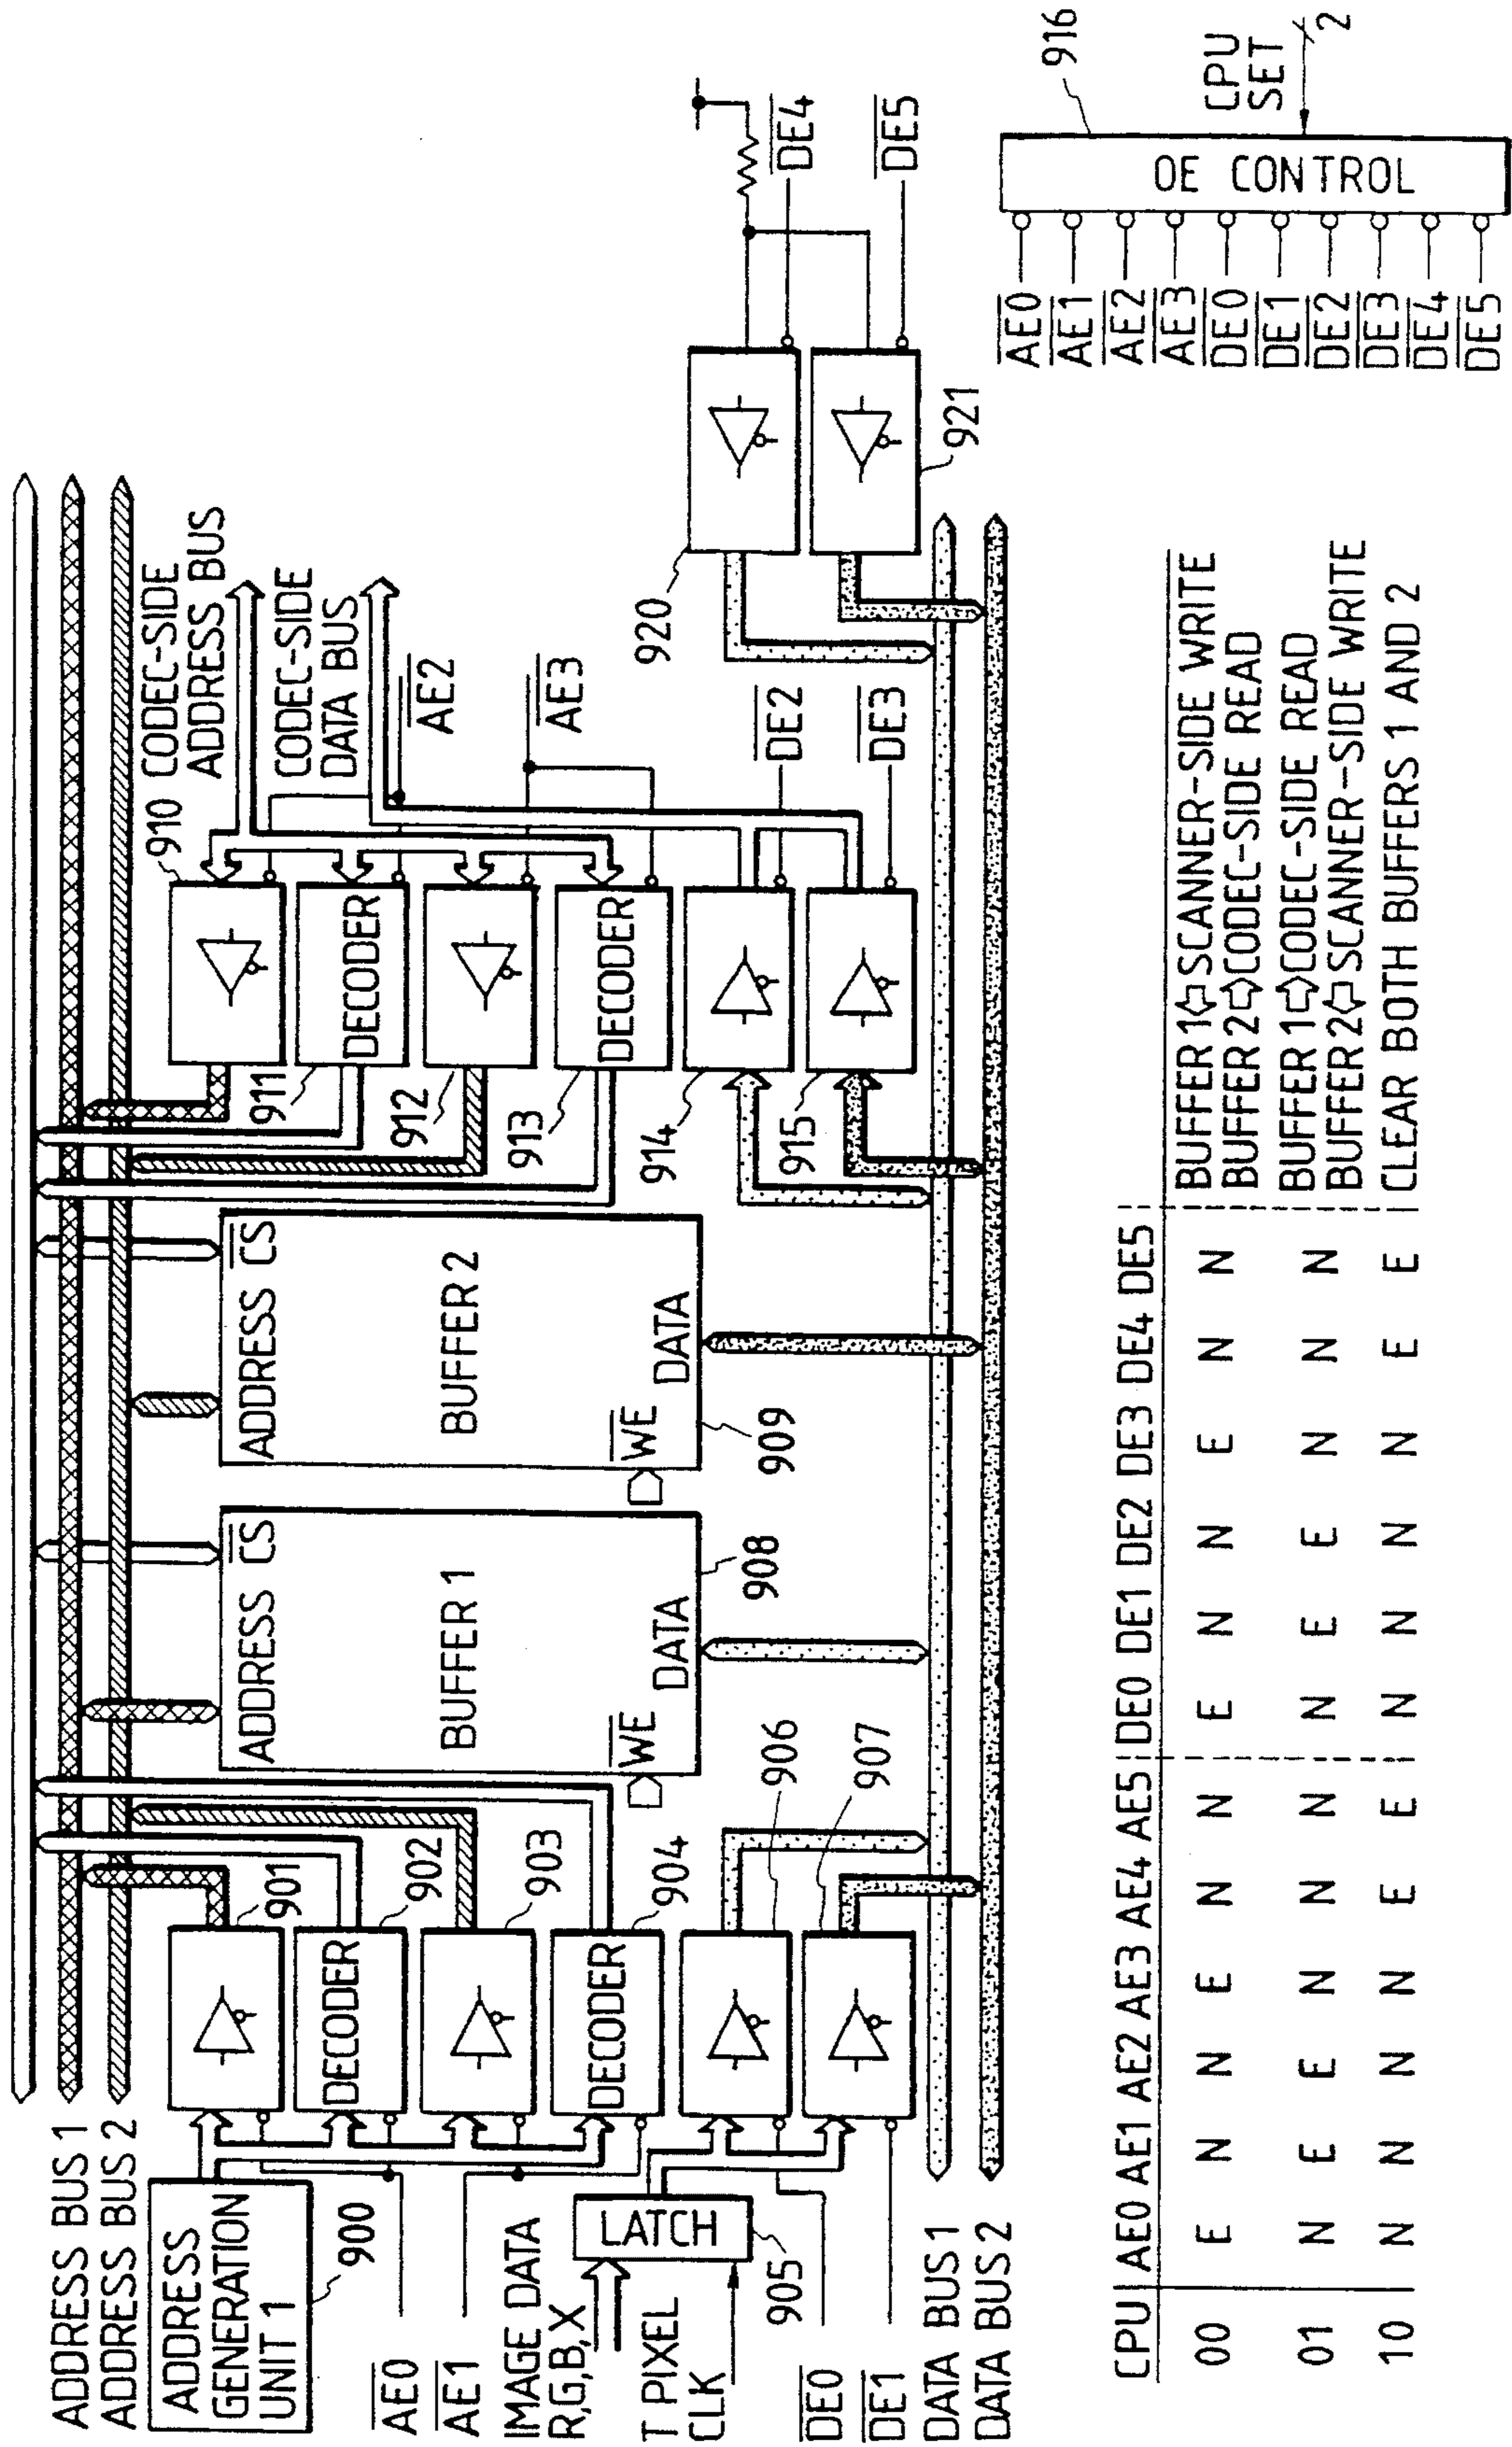 ADDRESS BUS 1
ADDRESS BUS 2
ADDRESS
GENERATION
UNIT 1
900
AE0
AE1
IMAGE DATA
R,G,B,X
T PIXEL
CLK
LATCH
905
DE0
DE1
DATA BUS 1
DATA BUS 2
901
DECODER
902
903
DECODER
904
906
907
ADDRESS CS
BUFFER 1
WE
DATA
908
ADDRESS CS
BUFFER 2
WE
DATA
909
910
CODEC-SIDE
ADDRESS BUS
CODEC-SIDE
DATA BUS
DECODER
911
AE2
912
AE3
DECODER
913
914
DE2
915
DE3
920
DE4
921
DE5
916
OE CONTROL
CPU
SET
2
AE0
AE1
AE2
AE3
DE0
DE1
DE2
DE3
DE4
DE5
CPU AE0 AE1 AE2 AE3 AE4 AE5 DE0 DE1 DE2 DE3 DE4 DE5
00 E N N E N N E N N E N N BUFFER 1⇦SCANNER-SIDE WRITE
BUFFER 2⇨CODEC-SIDE READ
01 N E E N N N N E E N N N BUFFER 1⇨CODEC-SIDE READ
BUFFER 2⇦SCANNER-SIDE WRITE
10 N N N N E E N N N N E E CLEAR BOTH BUFFERS 1 AND 2